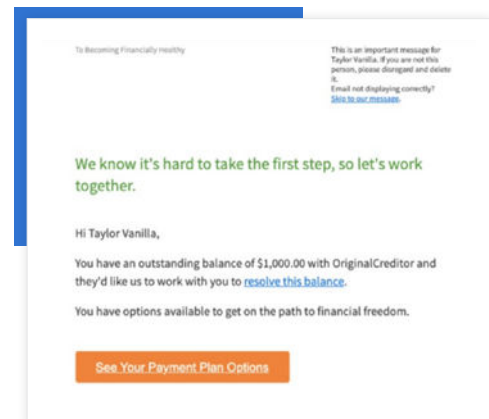 To Becoming Financially Healthy
This is an important message for
Taylor Vanilla. If you are not this
person, please disregard and delete
it.
Email not displaying correctly?
Skip to our message.
We know it's hard to take the first step, so let's work
together.
Hi Taylor Vanilla,
You have an outstanding balance of $1,000.00 with OriginalCreditor and
they'd like us to work with you to resolve this balance.
You have options available to get on the path to financial freedom.
See Your Payment Plan Options